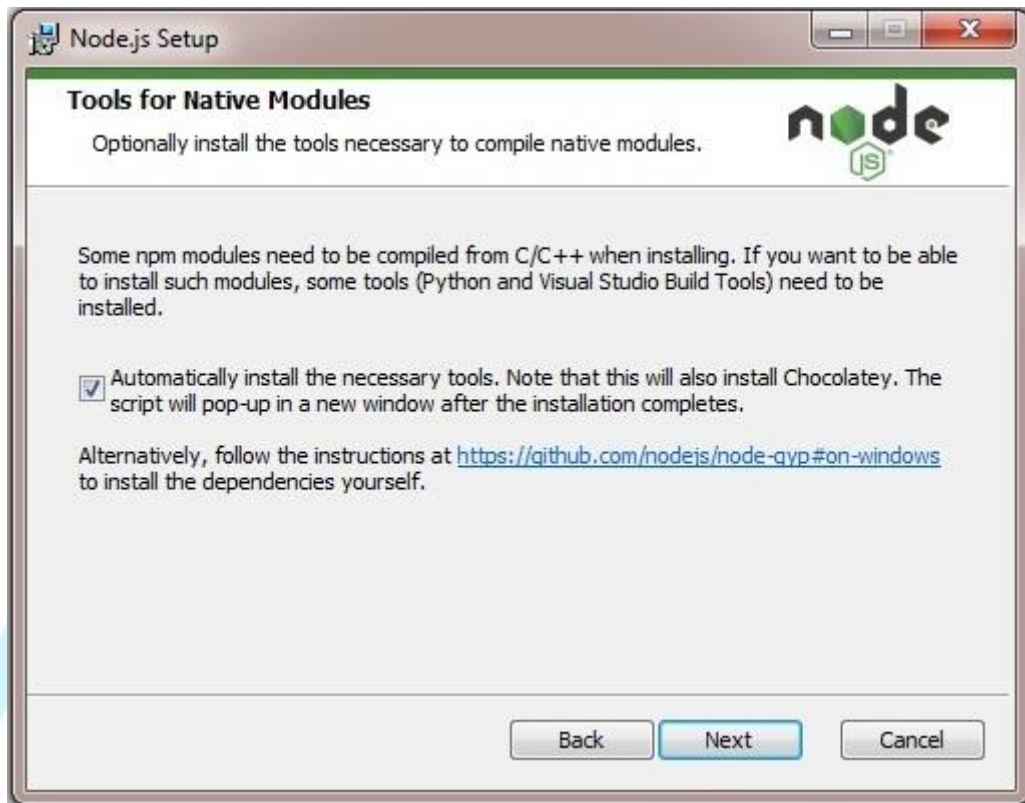 Node.js Setup
Tools for Native Modules
Optionally install the tools necessary to compile native modules.
node
JS
Some npm modules need to be compiled from C/C++ when installing. If you want to be able
to install such modules, some tools (Python and Visual Studio Build Tools) need to be
installed.
Automatically install the necessary tools. Note that this will also install Chocolatey. The
script will pop-up in a new window after the installation completes.
Alternatively, follow the instructions at https://github.com/nodejs/node-gyp#on-windows
to install the dependencies yourself.
Back
Next
Cancel